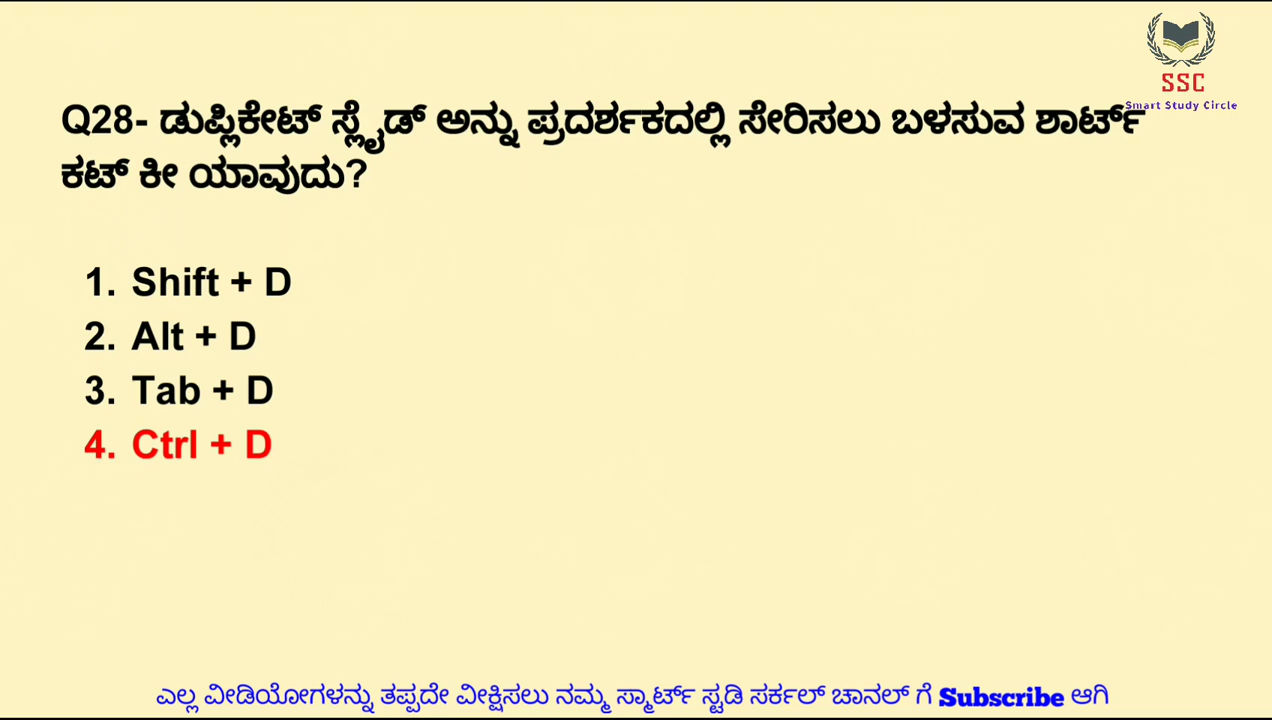 SSC
Smart Study Circle
Q28- ಡುಪ್ಲಿಕೇಟ್ ಸ್ಲೈಡ್ ಅನ್ನು ಪ್ರದರ್ಶಕದಲ್ಲಿ ಸೇರಿಸಲು ಬಳಸುವ ಶಾರ್ಟ್
ಕಟ್ ಕೀ ಯಾವುದು?
1. Shift + D
2. Alt + D
3. Tab + D
4. Ctrl + D
ಎಲ್ಲ ವೀಡಿಯೋಗಳನ್ನು ತಪ್ಪದೇ ವೀಕ್ಷಿಸಲು ನಮ್ಮ ಸ್ಮಾರ್ಟ್ ಸ್ಟಡಿ ಸರ್ಕಲ್ ಚಾನಲ್ ಗೆ Subscribe ಆಗಿ